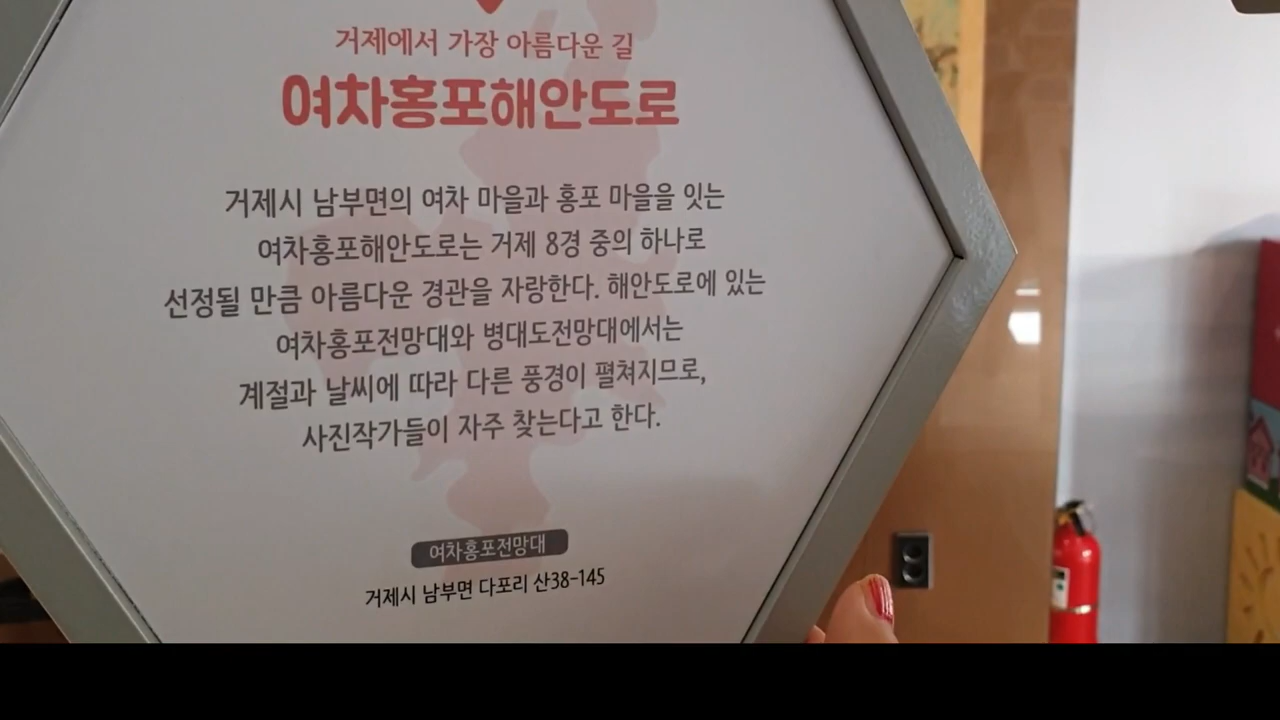 거제에서 가장 아름다운 길
여차홍포해안도로
거제시 남부면의 여차 마을과 홍포 마을을 잇는
여차홍포해안도로는 거제 8경 중의 하나로
선정될 만큼 아름다운 경관을 자랑한다. 해안도로에 있는
여차홍포전망대와 병대도전망대에서는
계절과 날씨에 따라 다른 풍경이 펼쳐지므로,
사진작가들이 자주 찾는다고 한다.
여차홍포전망대
거제시 남부면 다포리 산38-145